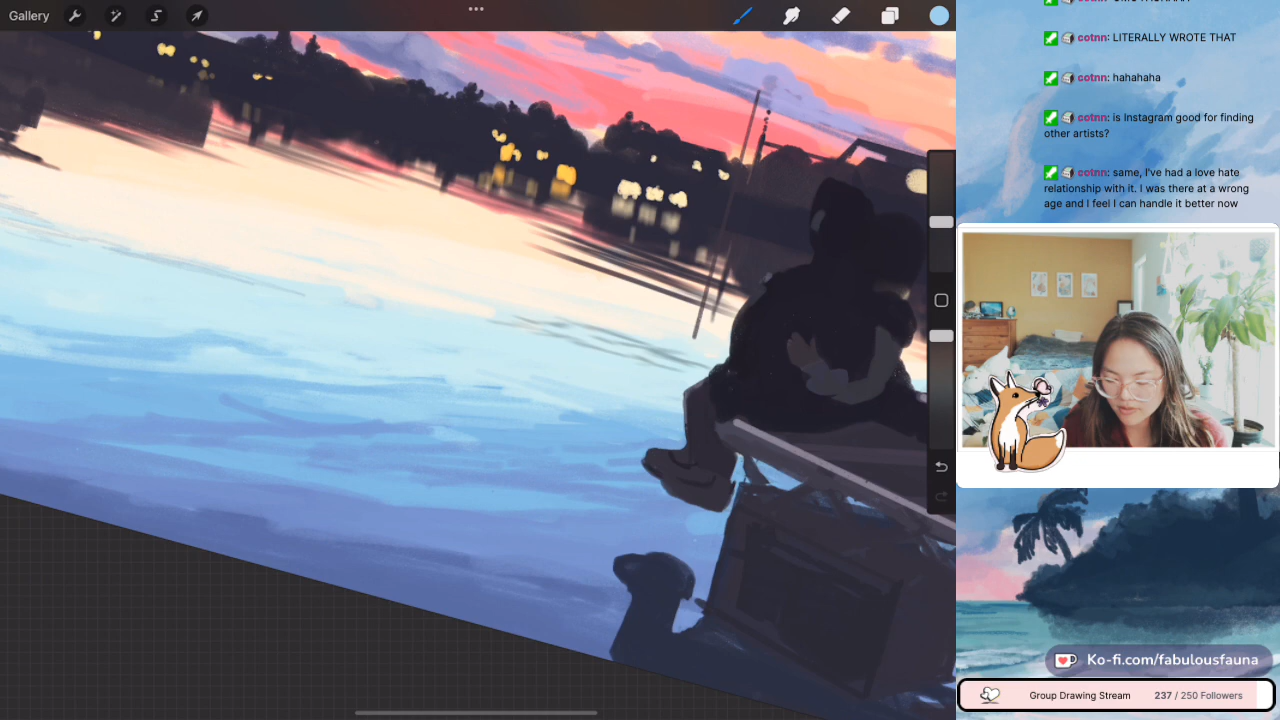 Gallery
cotnn: LITERALLY WROTE THAT
cotnn: hahahaha
cotnn: is Instagram good for finding
other artists?
cotnn: same, I've had a love hate
relationship with it. I was there at a wrong
age and I feel I can handle it better now
Ko-fi.com/fabulousfauna
Group Drawing Stream 237 / 250 Followers